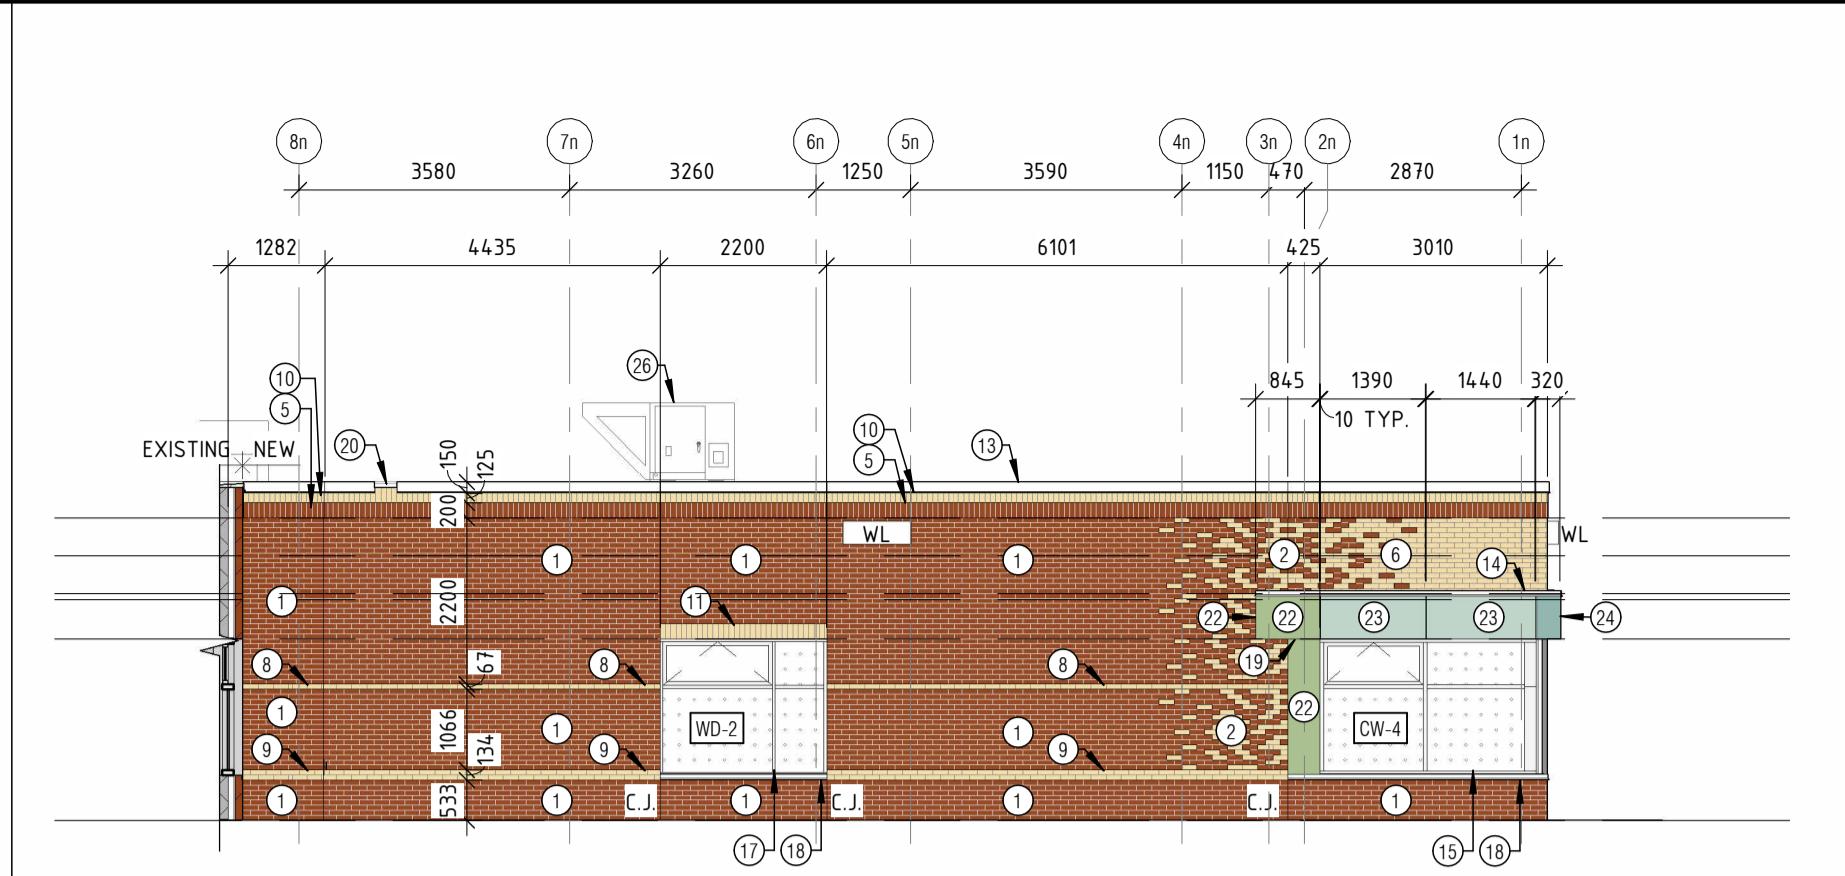 8n 7n 6n 5n 4n 3n 2n 1n
3580 3260 1250 3590 1150 470 2870
1282 4435 2200 6101 425 3010
26
10
5
845 1390 1440 320
10 TYP.
EXISTING NEW
20
150
125
10
5
13
200
WL
WL
1 1 1 2 6
14
1
11
2200
22 22 23 23 24
8
67
8
8
19
1
1066
1
WD-2
1
2
22
CW-4
9
134
9
9
533
1 1 C.J. 1 C.J. 1 C.J. 1
17 18 15 18